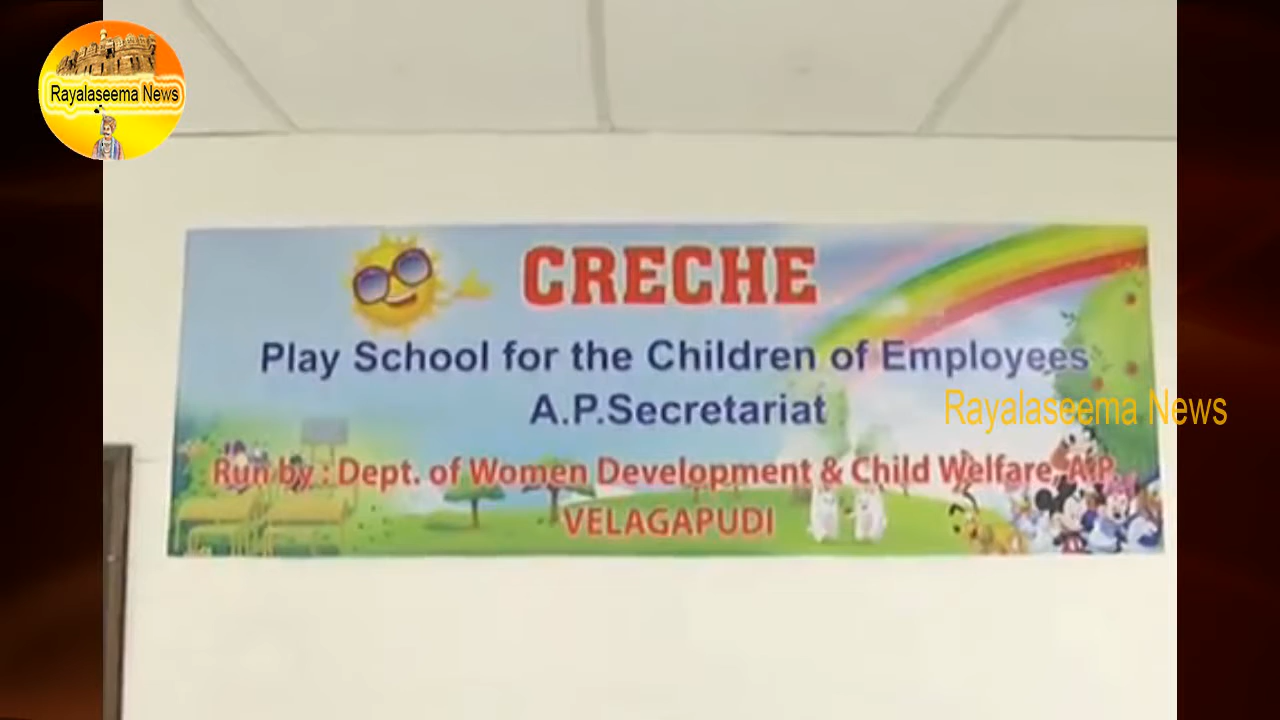 Rayalaseema News
CRECHE
Play School for the Children of Employees
A.P.Secretariat
Rayalaseema News
Run by : Dept. of Women Development & Child Welfare, A.P.
VELAGAPUDI